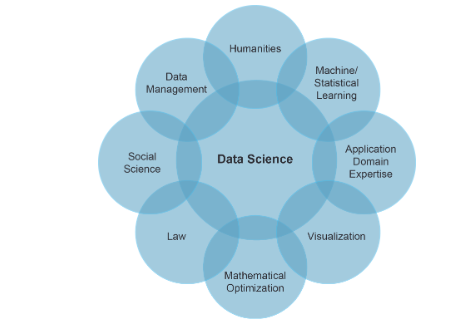 Humanities
Data
Management
Machine/
Statistical
Learning
Social
Science
Data Science
Application
Domain
Expertise
Law
Visualization
Mathematical
Optimization